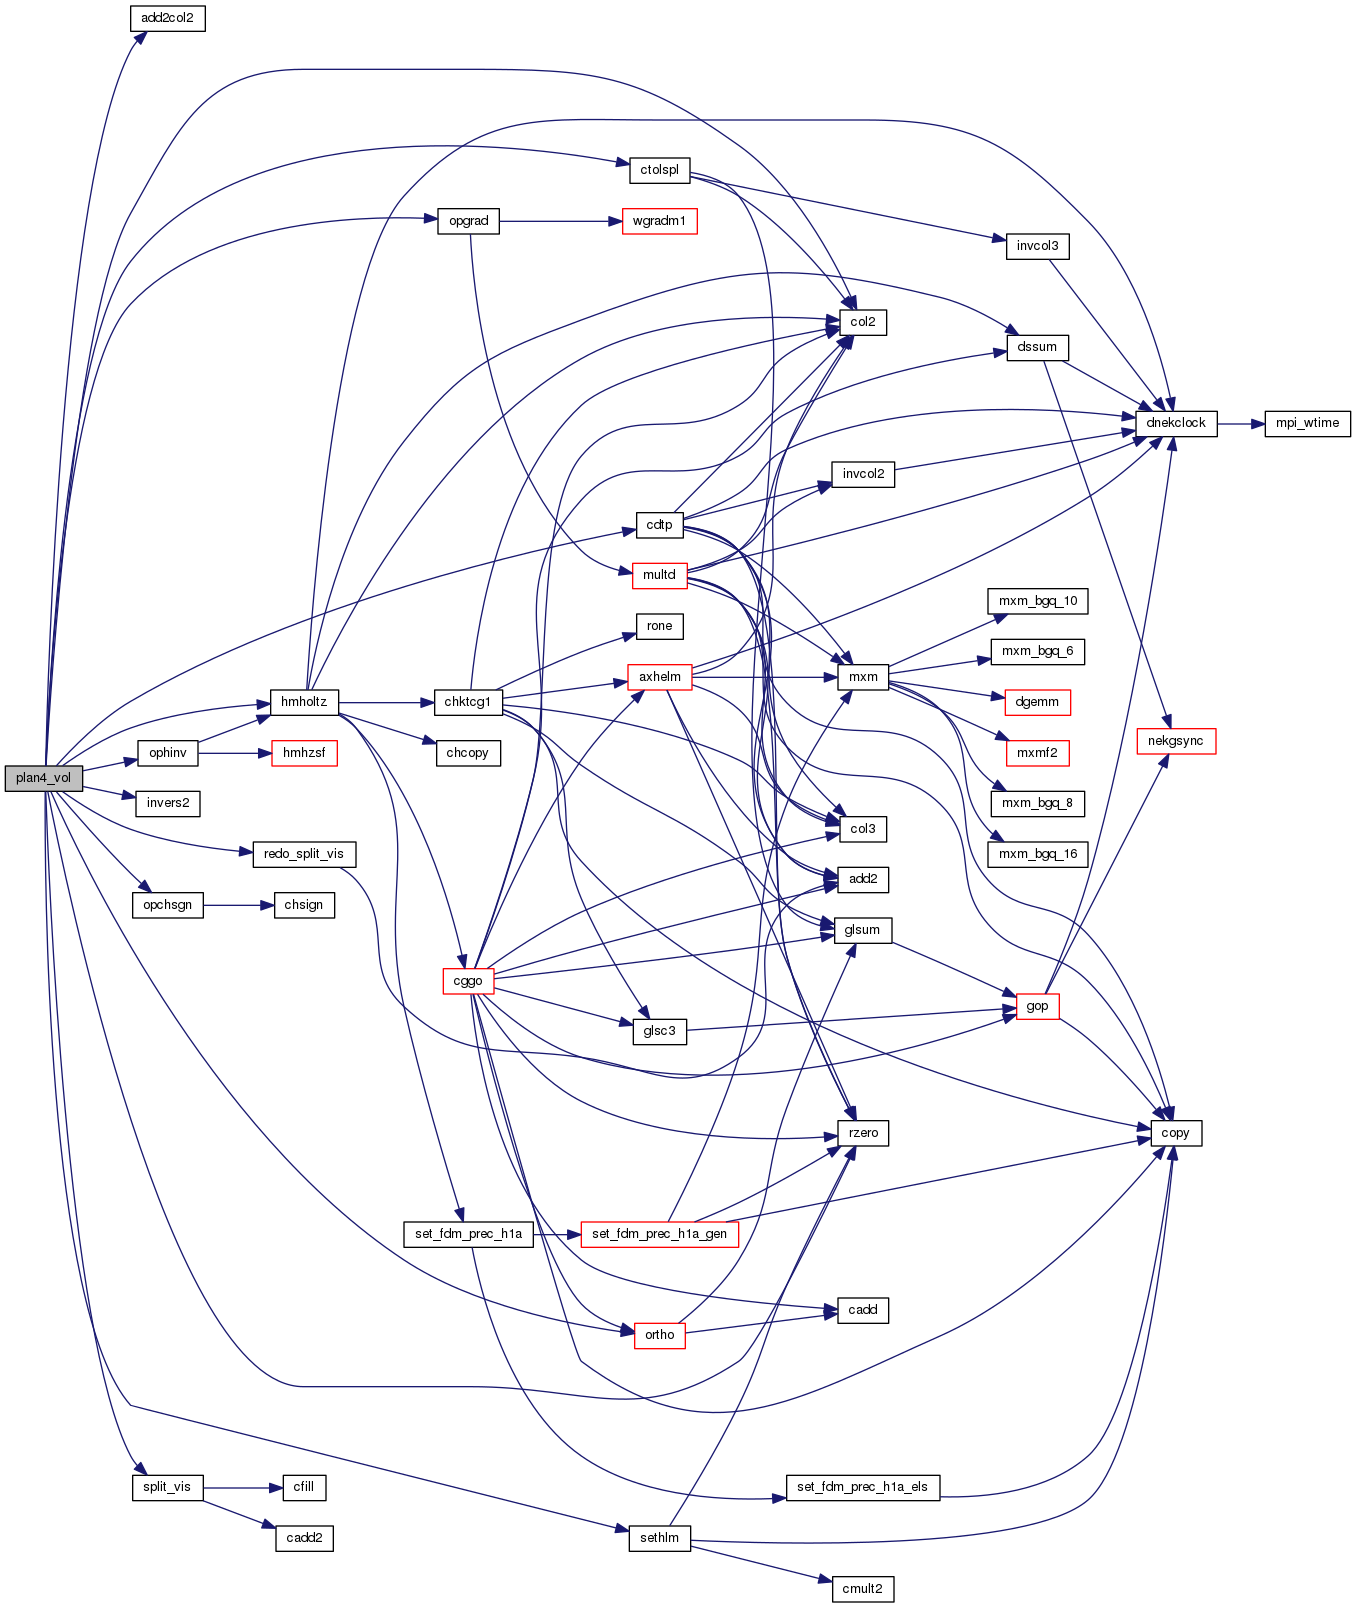 add2col2
ctolspl
opgrad
wgradm1
invcol3
col2
dssum
dnekclock
mpi_wtime
invcol2
cdtp
multd
mxm_bgq_10
rone
mxm_bgq_6
axhelm
mxm
hmholtz
chktcg1
dgemm
nekgsync
ophinv
hmhzsf
chcopy
mxmf2
plan4_vol
invers2
mxm_bgq_8
col3
redo_split_vis
mxm_bgq_16
add2
opchsgn
chsign
glsum
cggo
gop
glsc3
rzero
copy
set_fdm_prec_h1a
set_fdm_prec_h1a_gen
cadd
ortho
split_vis
cfill
set_fdm_prec_h1a_els
cadd2
sethlm
cmult2